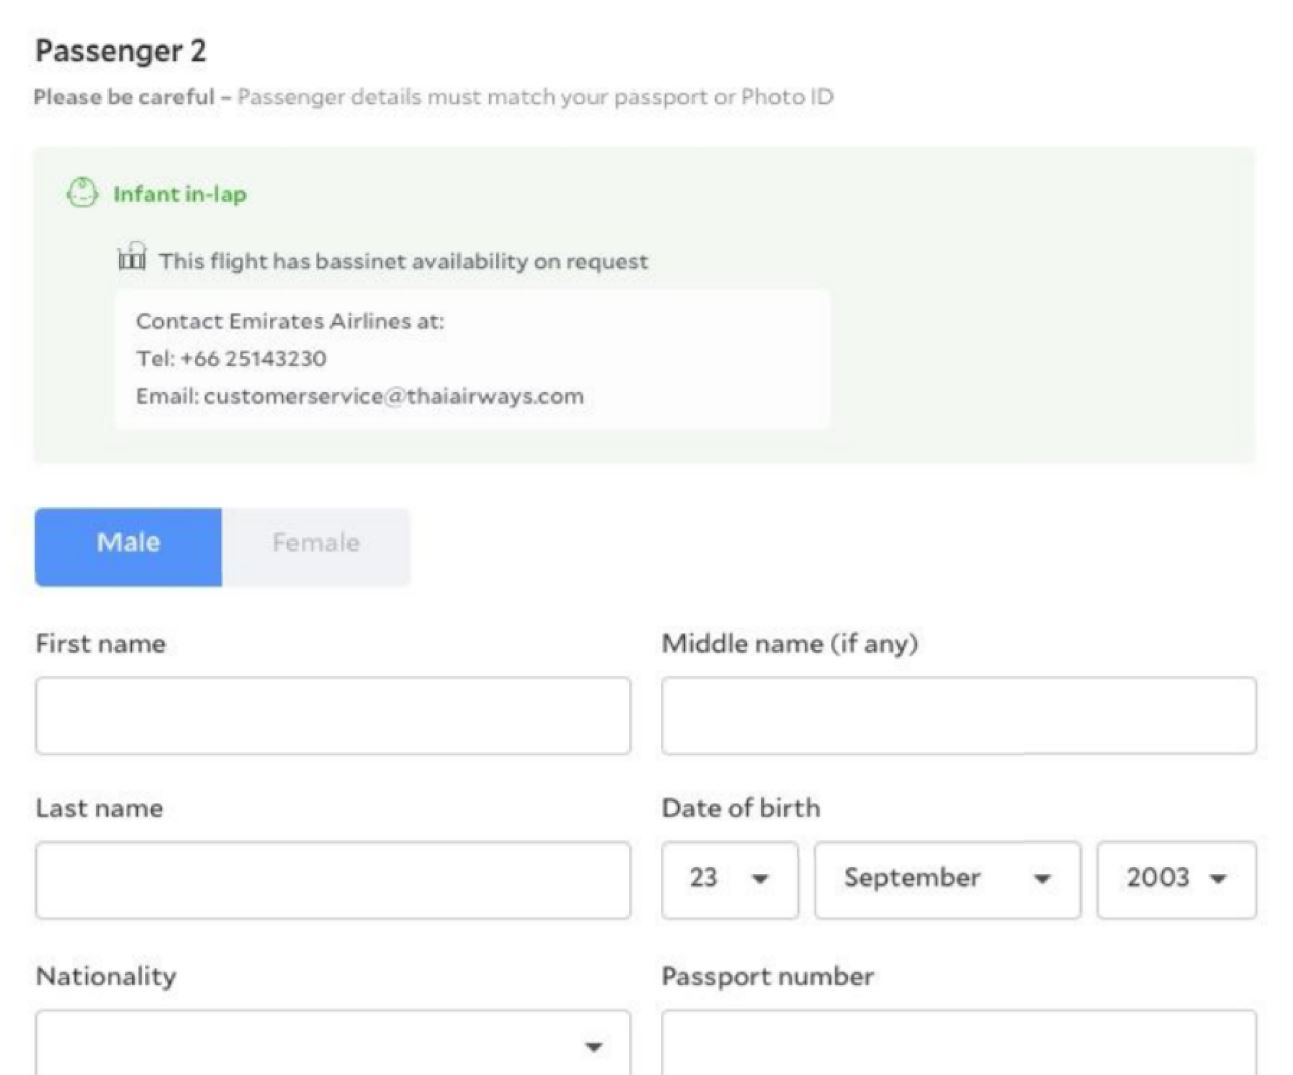 Passenger 2
Please be careful – Passenger details must match your passport or Photo ID
Infant in-lap
This flight has bassinet availability on request
Contact Emirates Airlines at:
Tel: +66 25143230
Email: customerservice@thaiairways.com
Male Female
First name Middle name (if any)
Last name Date of birth
23 September 2003
Nationality Passport number